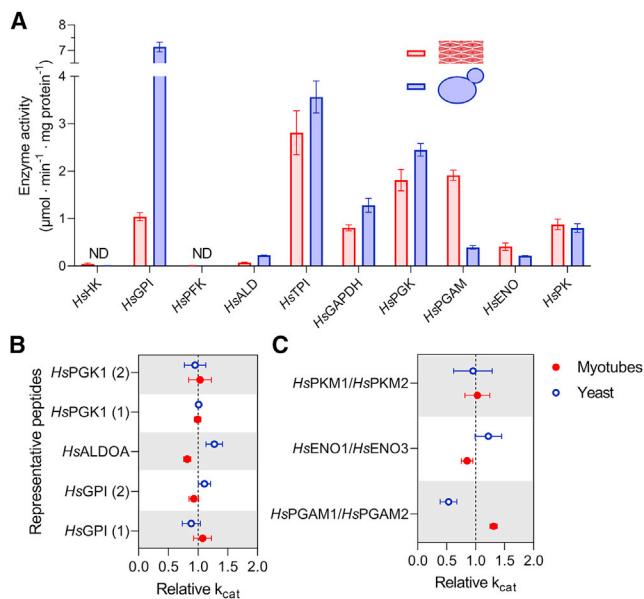 A
Enzyme activity
(μmol · min⁻¹ · mg protein⁻¹)
8
7
6
4
3
2
1
0
ND
ND
HsHK
HsGPI
HsPFK
HsALD
HsTPI
HsGAPDH
HsPGK
HsPGAM
HsENO
HsPK
B
Representative peptides
HsPGK1 (2)
HsPGK1 (1)
HsALDOA
HsGPI (2)
HsGPI (1)
0.0 0.5 1.0 1.5 2.0
Relative kcat
C
HsPKM1/HsPKM2
HsENO1/HsENO3
HsPGAM1/HsPGAM2
0.0 0.5 1.0 1.5 2.0
Relative kcat
Myotubes
Yeast